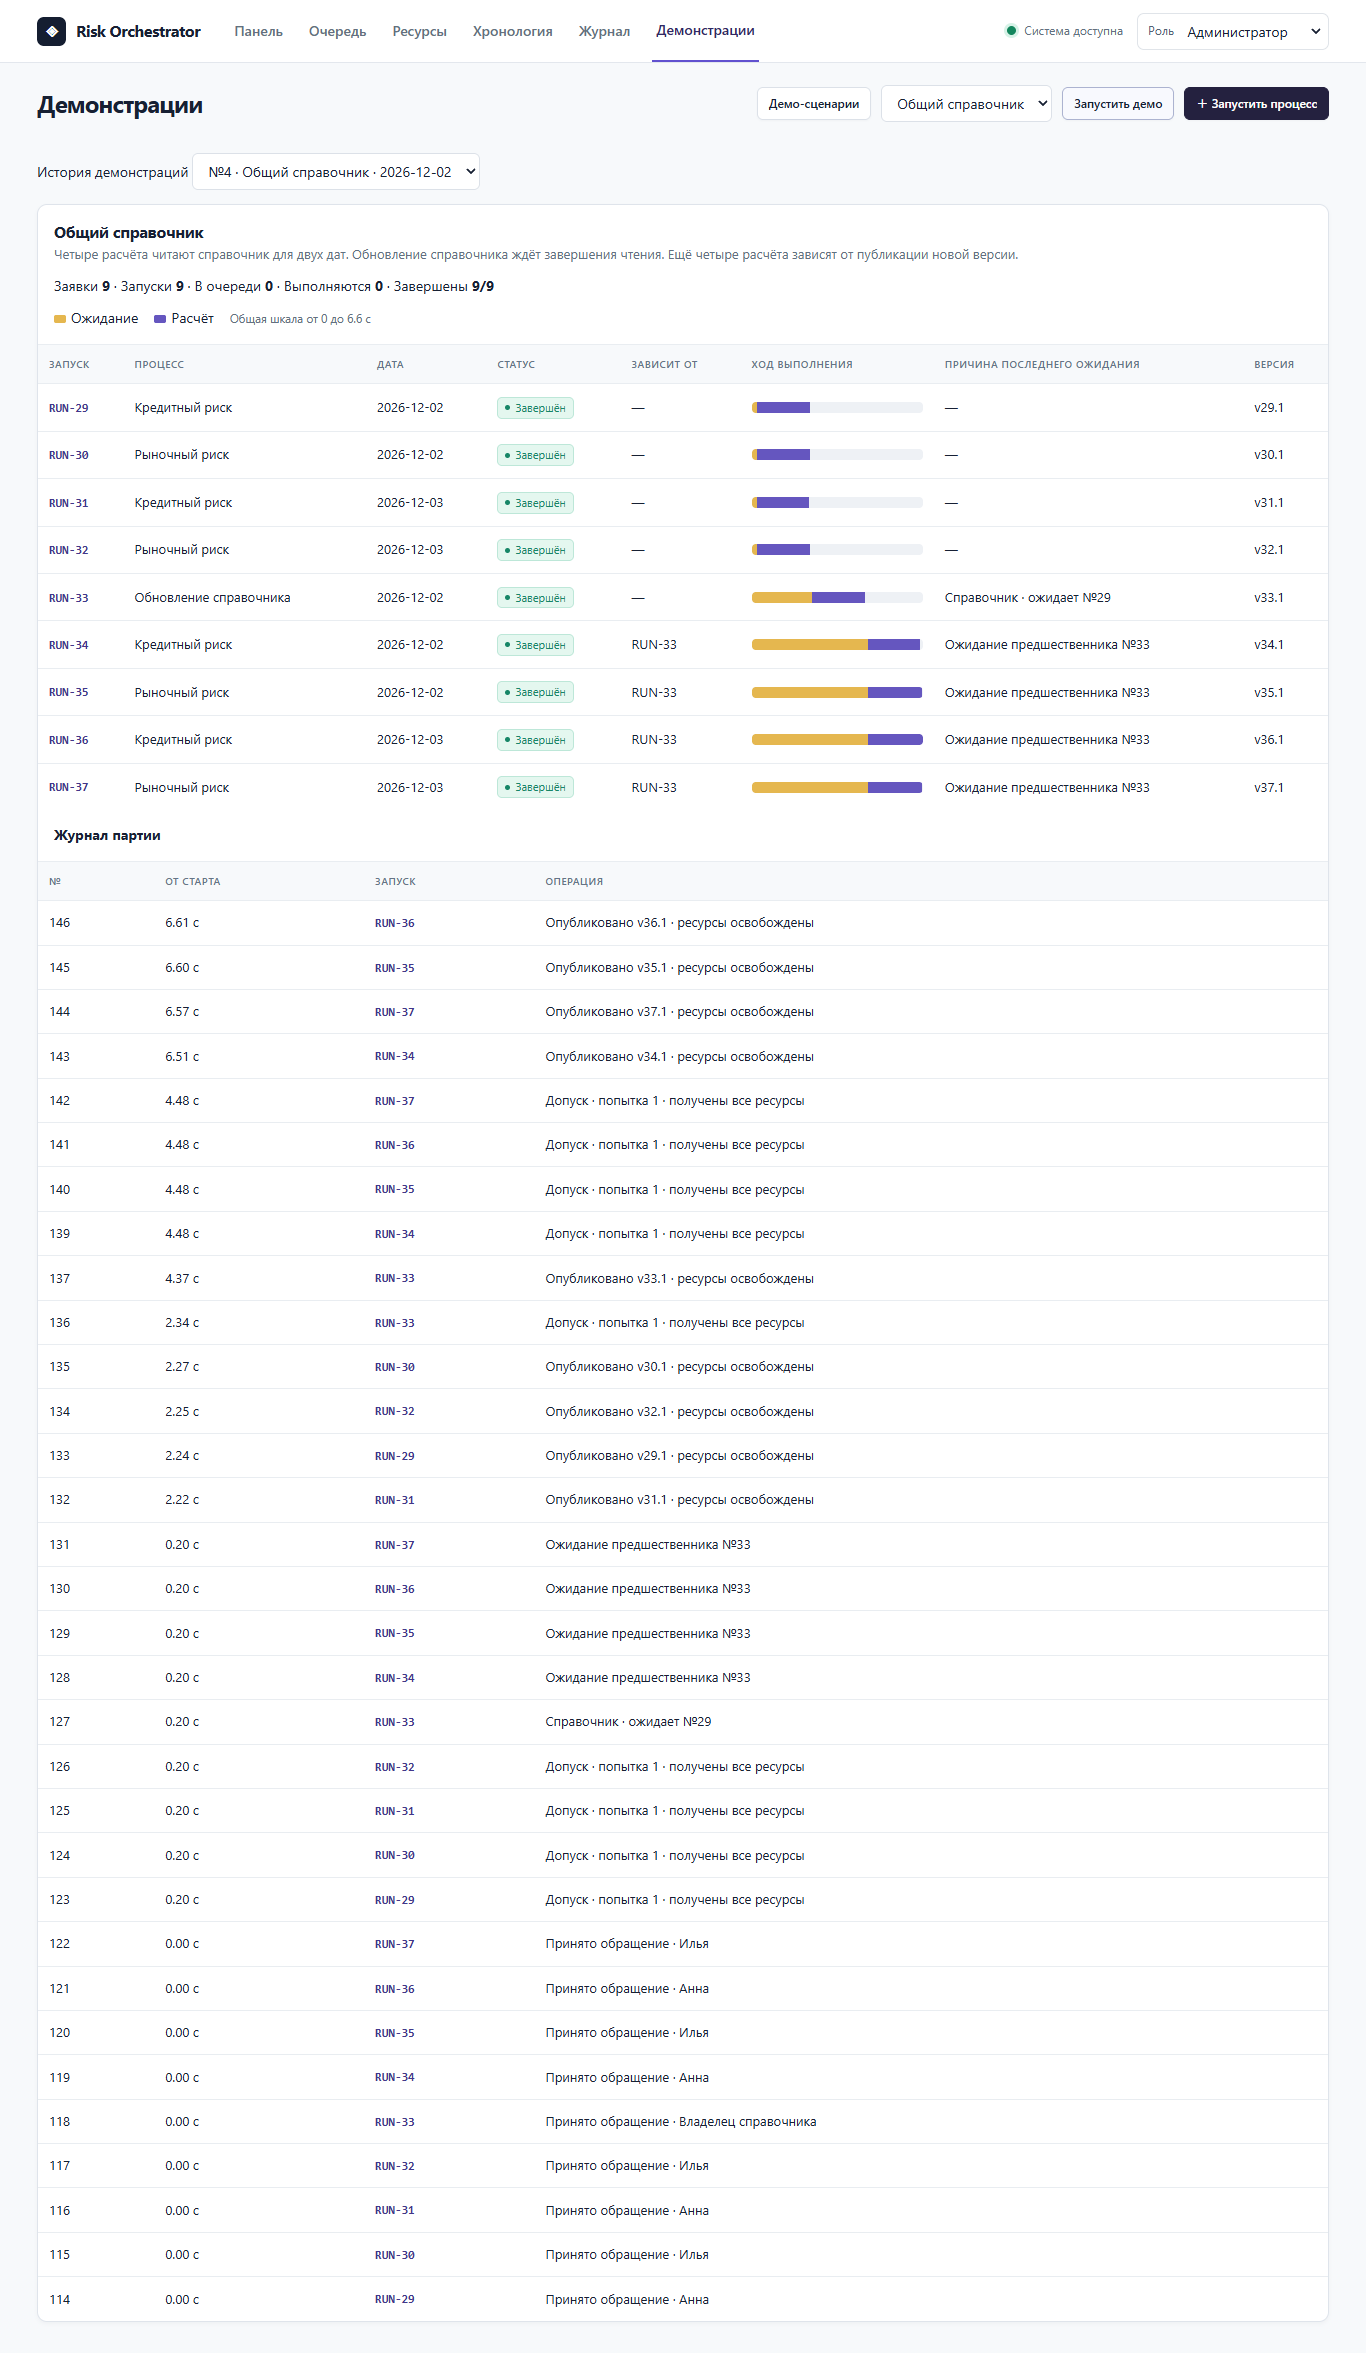 Risk Orchestrator Панель Очередь Ресурсы Хронология Журнал Демонстрации Система доступна Роль Администратор
Демонстрации Демо-сценарии Общий справочник Запустить демо + Запустить процесс
История демонстраций №4 · Общий справочник · 2026-12-02
Общий справочник
Четыре расчёта читают справочник для двух дат. Обновление справочника ждёт завершения чтения. Ещё четыре расчёта зависят от публикации новой версии.
Заявки 9 · Запуски 9 · В очереди 0 · Выполняются 0 · Завершены 9/9
Ожидание Расчёт Общая шкала от 0 до 6.6 с
ЗАПУСК ПРОЦЕСС ДАТА СТАТУС ЗАВИСИТ ОТ ХОД ВЫПОЛНЕНИЯ ПРИЧИНА ПОСЛЕДНЕГО ОЖИДАНИЯ ВЕРСИЯ
RUN-29 Кредитный риск 2026-12-02 Завершён — — v29.1
RUN-30 Рыночный риск 2026-12-02 Завершён — — v30.1
RUN-31 Кредитный риск 2026-12-03 Завершён — — v31.1
RUN-32 Рыночный риск 2026-12-03 Завершён — — v32.1
RUN-33 Обновление справочника 2026-12-02 Завершён — Справочник · ожидает №29 v33.1
RUN-34 Кредитный риск 2026-12-02 Завершён RUN-33 Ожидание предшественника №33 v34.1
RUN-35 Рыночный риск 2026-12-02 Завершён RUN-33 Ожидание предшественника №33 v35.1
RUN-36 Кредитный риск 2026-12-03 Завершён RUN-33 Ожидание предшественника №33 v36.1
RUN-37 Рыночный риск 2026-12-03 Завершён RUN-33 Ожидание предшественника №33 v37.1
Журнал партии
№ ОТ СТАРТА ЗАПУСК ОПЕРАЦИЯ
146 6.61 с RUN-36 Опубликовано v36.1 · ресурсы освобождены
145 6.60 с RUN-35 Опубликовано v35.1 · ресурсы освобождены
144 6.57 с RUN-37 Опубликовано v37.1 · ресурсы освобождены
143 6.51 с RUN-34 Опубликовано v34.1 · ресурсы освобождены
142 4.48 с RUN-37 Допуск · попытка 1 · получены все ресурсы
141 4.48 с RUN-36 Допуск · попытка 1 · получены все ресурсы
140 4.48 с RUN-35 Допуск · попытка 1 · получены все ресурсы
139 4.48 с RUN-34 Допуск · попытка 1 · получены все ресурсы
137 4.37 с RUN-33 Опубликовано v33.1 · ресурсы освобождены
136 2.34 с RUN-33 Допуск · попытка 1 · получены все ресурсы
135 2.27 с RUN-30 Опубликовано v30.1 · ресурсы освобождены
134 2.25 с RUN-32 Опубликовано v32.1 · ресурсы освобождены
133 2.24 с RUN-29 Опубликовано v29.1 · ресурсы освобождены
132 2.22 с RUN-31 Опубликовано v31.1 · ресурсы освобождены
131 0.20 с RUN-37 Ожидание предшественника №33
130 0.20 с RUN-36 Ожидание предшественника №33
129 0.20 с RUN-35 Ожидание предшественника №33
128 0.20 с RUN-34 Ожидание предшественника №33
127 0.20 с RUN-33 Справочник · ожидает №29
126 0.20 с RUN-32 Допуск · попытка 1 · получены все ресурсы
125 0.20 с RUN-31 Допуск · попытка 1 · получены все ресурсы
124 0.20 с RUN-30 Допуск · попытка 1 · получены все ресурсы
123 0.20 с RUN-29 Допуск · попытка 1 · получены все ресурсы
122 0.00 с RUN-37 Принято обращение · Илья
121 0.00 с RUN-36 Принято обращение · Анна
120 0.00 с RUN-35 Принято обращение · Илья
119 0.00 с RUN-34 Принято обращение · Анна
118 0.00 с RUN-33 Принято обращение · Владелец справочника
117 0.00 с RUN-32 Принято обращение · Илья
116 0.00 с RUN-31 Принято обращение · Анна
115 0.00 с RUN-30 Принято обращение · Илья
114 0.00 с RUN-29 Принято обращение · Анна